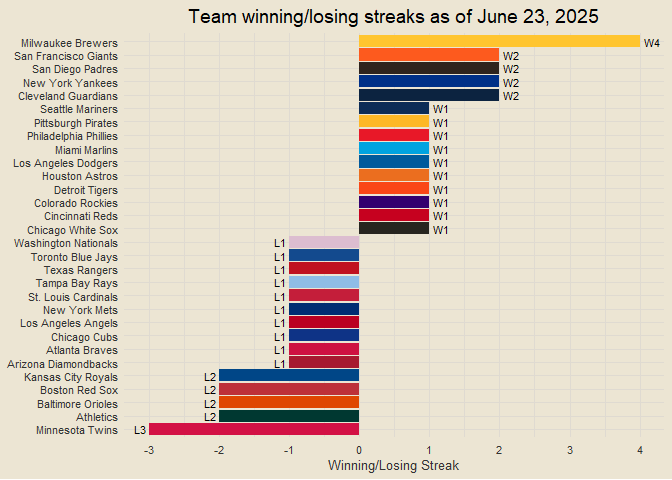 Team winning/losing streaks as of June 23, 2025
Milwaukee Brewers W4
San Francisco Giants W2
San Diego Padres W2
New York Yankees W2
Cleveland Guardians W2
Seattle Mariners W1
Pittsburgh Pirates W1
Philadelphia Phillies W1
Miami Marlins W1
Los Angeles Dodgers W1
Houston Astros W1
Detroit Tigers W1
Colorado Rockies W1
Cincinnati Reds W1
Chicago White Sox W1
Washington Nationals L1
Toronto Blue Jays L1
Texas Rangers L1
Tampa Bay Rays L1
St. Louis Cardinals L1
New York Mets L1
Los Angeles Angels L1
Chicago Cubs L1
Atlanta Braves L1
Arizona Diamondbacks L1
Kansas City Royals L2
Boston Red Sox L2
Baltimore Orioles L2
Athletics L2
Minnesota Twins L3
-3 -2 -1 0 1 2 3 4
Winning/Losing Streak